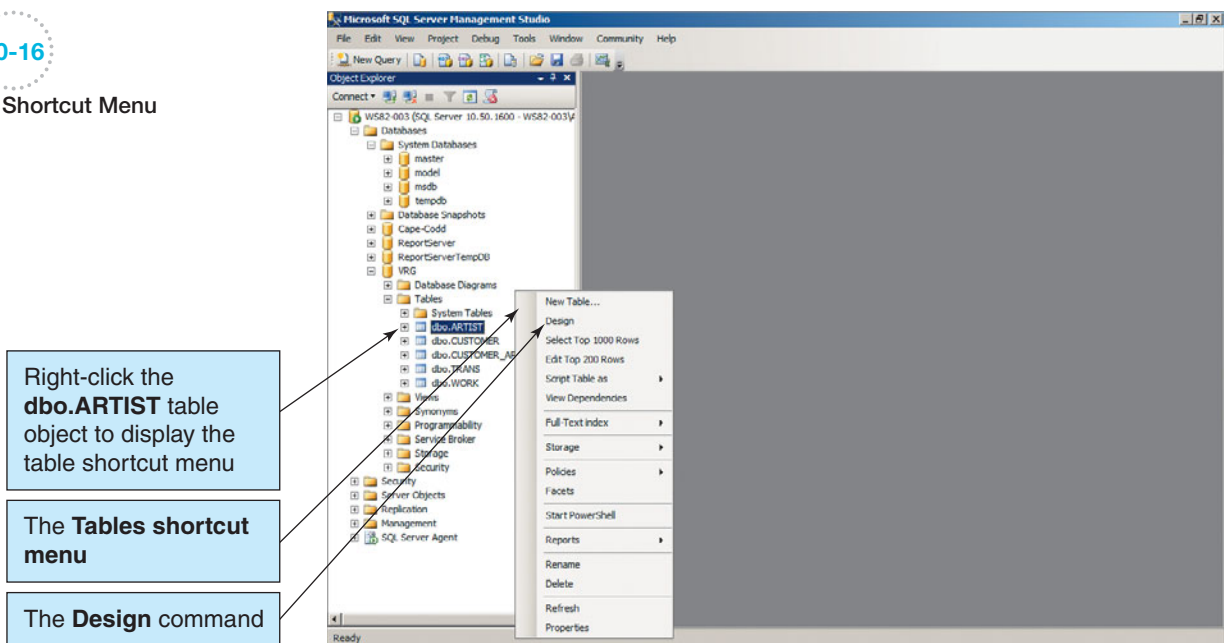 0-16
Shortcut Menu
Microsoft SQL Server Management Studio
File Edit View Project Debug Tools Window Community Help
New Query
Object Explorer
Connect
WS82-003 (SQL Server 10.50.1600 - WS82-003\A
Databases
System Databases
master
model
msdb
tempdb
Database Snapshots
Cape-Codd
ReportServer
ReportServerTempDB
VRG
Database Diagrams
Tables
System Tables
dbo.ARTIST
dbo.CUSTOMER
dbo.CUSTOMER_AR
dbo.TRANS
dbo.WORK
Views
Synonyms
Programmability
Service Broker
Storage
Security
Security
Server Objects
Replication
Management
SQL Server Agent
New Table...
Design
Select Top 1000 Rows
Edit Top 200 Rows
Script Table as
View Dependencies
Full-Text index
Storage
Policies
Facets
Start PowerShell
Reports
Rename
Delete
Refresh
Properties
Ready
Right-click the
dbo.ARTIST table
object to display the
table shortcut menu
The Tables shortcut
menu
The Design command